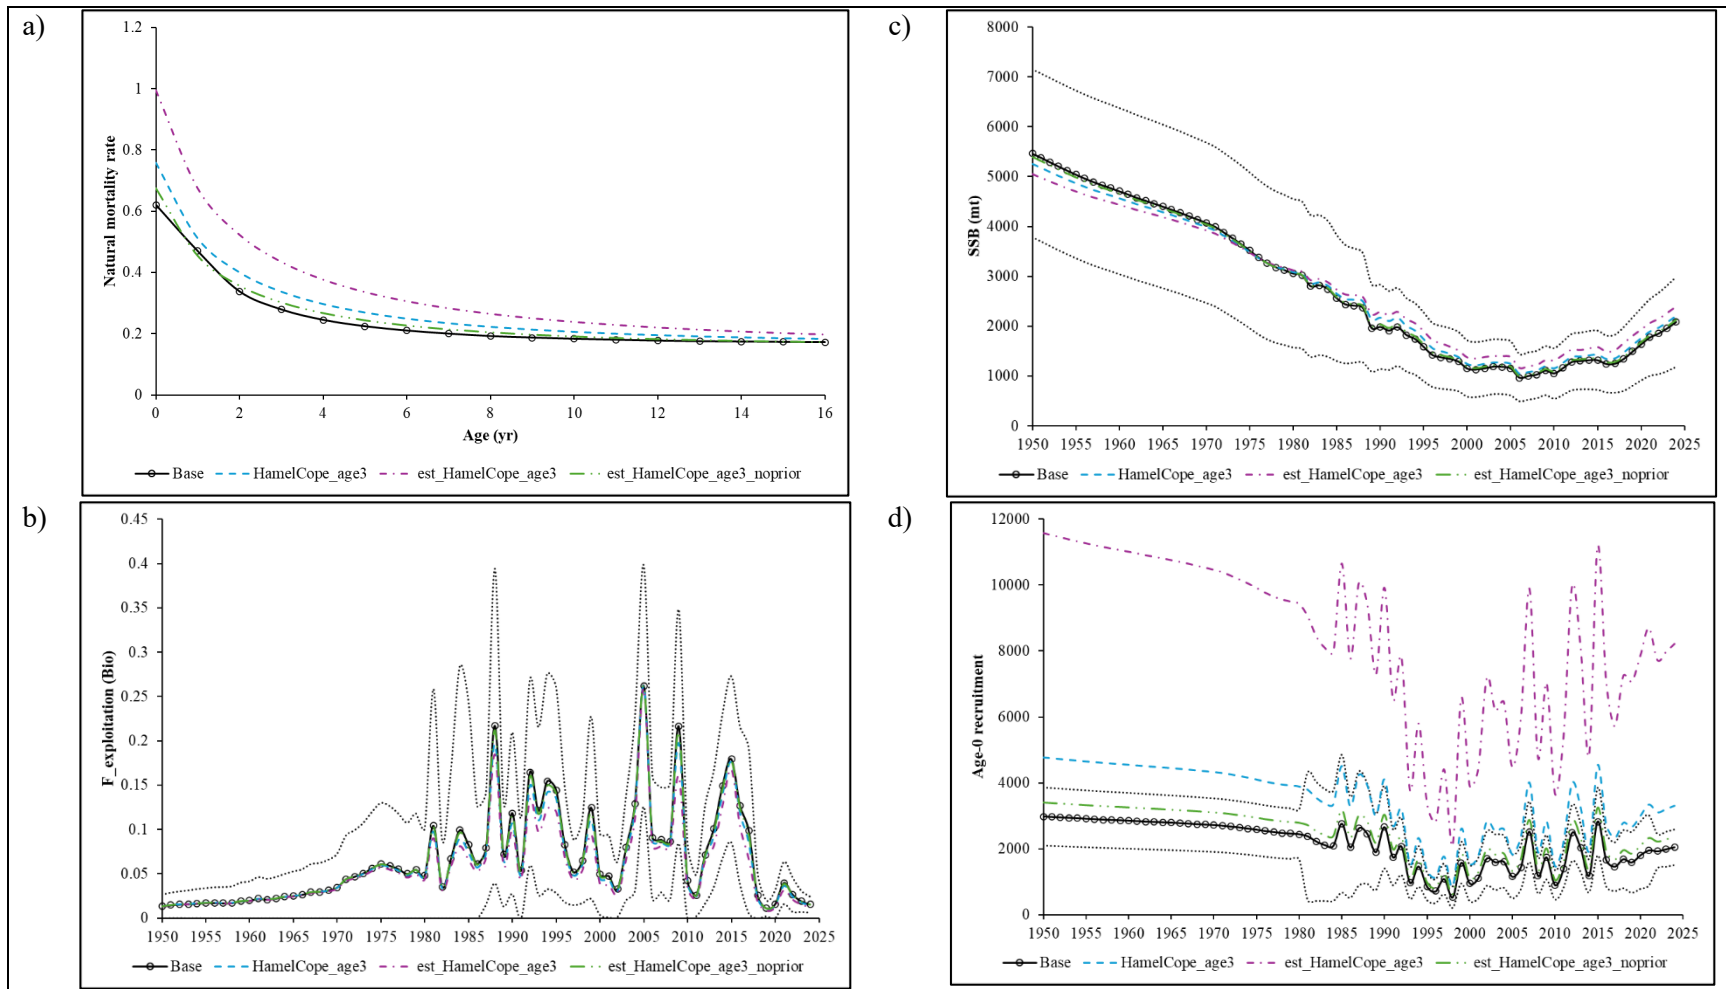 a)
1.2
1
0.8
0.6
0.4
0.2
0
Natural mortality rate
0 2 4 6 8 10 12 14 16
Age (yr)
Base HamelCope_age3 est_HamelCope_age3 est_HamelCope_age3_noprior
b)
0.45
0.4
0.35
0.3
0.25
0.2
0.15
0.1
0.05
0
F_exploitation (Bio)
1950 1955 1960 1965 1970 1975 1980 1985 1990 1995 2000 2005 2010 2015 2020 2025
Base HamelCope_age3 est_HamelCope_age3 est_HamelCope_age3_noprior
c)
8000
7000
6000
5000
4000
3000
2000
1000
0
SSB (mt)
1950 1955 1960 1965 1970 1975 1980 1985 1990 1995 2000 2005 2010 2015 2020 2025
Base HamelCope_age3 est_HamelCope_age3 est_HamelCope_age3_noprior
d)
12000
10000
8000
6000
4000
2000
0
Age-0 recruitment
1950 1955 1960 1965 1970 1975 1980 1985 1990 1995 2000 2005 2010 2015 2020 2025
Base HamelCope_age3 est_HamelCope_age3 est_HamelCope_age3_noprior